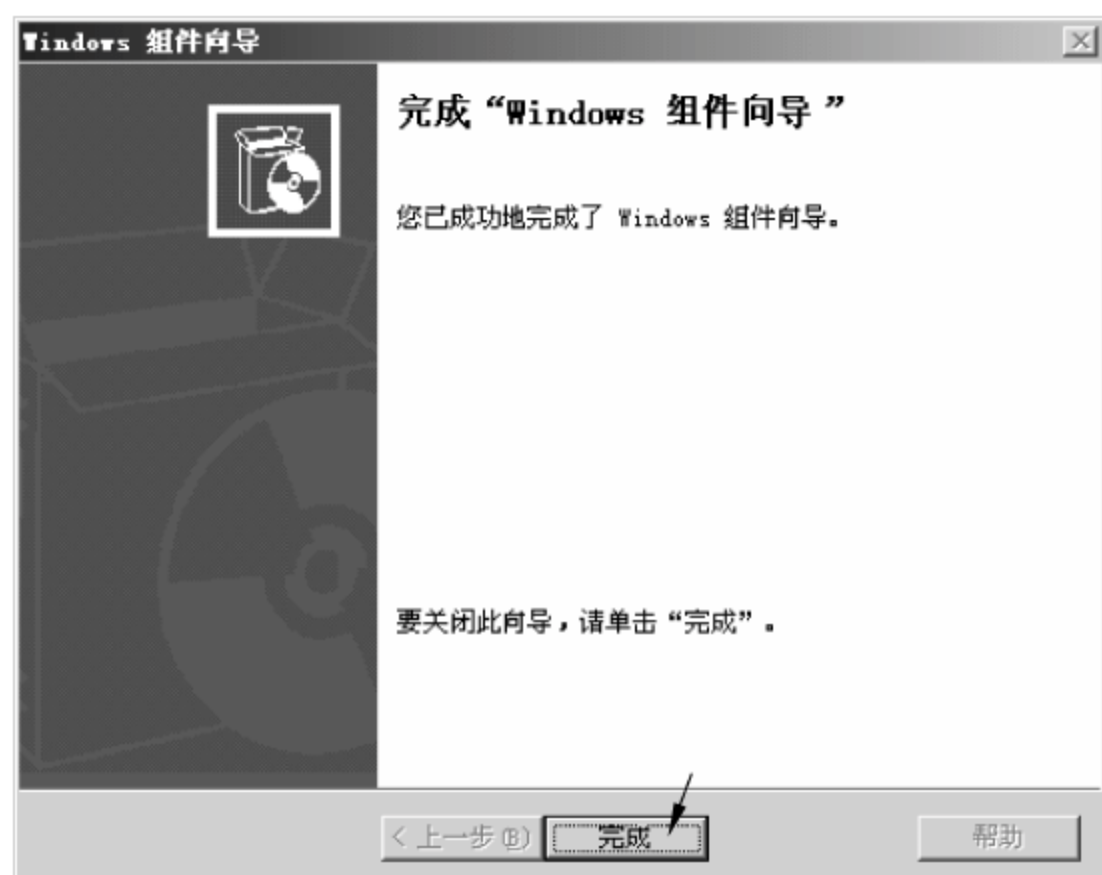 Windows 组件向导
完成“Windows 组件向导 ”
您已成功地完成了 Windows 组件向导。
要关闭此向导，请单击“完成”。
< 上一步(B)
完成
帮助